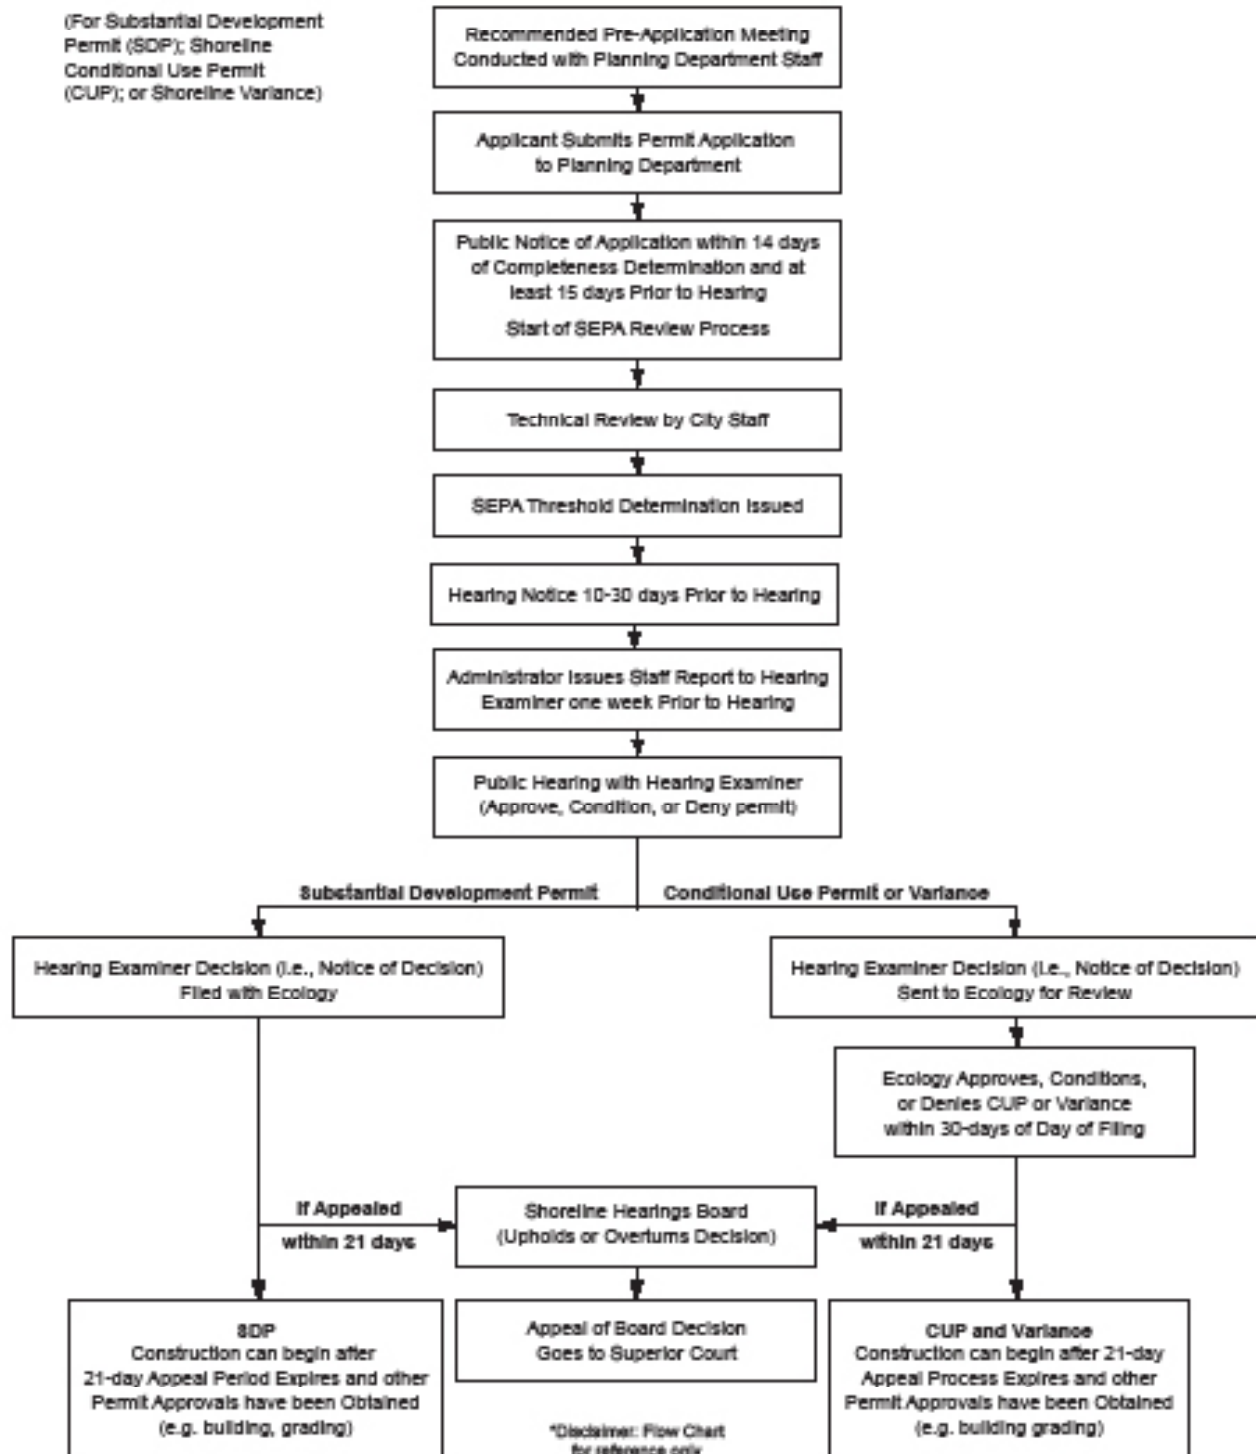 (For Substantial Development
Permit (SDP); Shoreline
Conditional Use Permit
(CUP); or Shoreline Variance)
Recommended Pre-Application Meeting
Conducted with Planning Department Staff
Applicant Submits Permit Application
to Planning Department
Public Notice of Application within 14 days
of Completeness Determination and at
least 15 days Prior to Hearing
Start of SEPA Review Process
Technical Review by City Staff
SEPA Threshold Determination Issued
Hearing Notice 10-30 days Prior to Hearing
Administrator Issues Staff Report to Hearing
Examiner one week Prior to Hearing
Public Hearing with Hearing Examiner
(Approve, Condition, or Deny permit)
Substantial Development Permit
Conditional Use Permit or Variance
Hearing Examiner Decision (i.e., Notice of Decision)
Filed with Ecology
Hearing Examiner Decision (i.e., Notice of Decision)
Sent to Ecology for Review
Ecology Approves, Conditions,
or Denies CUP or Variance
within 30-days of Day of Filing
If Appealed
within 21 days
Shoreline Hearings Board
(Upholds or Overturns Decision)
If Appealed
within 21 days
SDP
Construction can begin after
21-day Appeal Period Expires and other
Permit Approvals have been Obtained
(e.g. building, grading)
Appeal of Board Decision
Goes to Superior Court
CUP and Variance
Construction can begin after 21-day
Appeal Process Expires and other
Permit Approvals have been Obtained
(e.g. building grading)
*Disclaimer: Flow Chart
for reference only